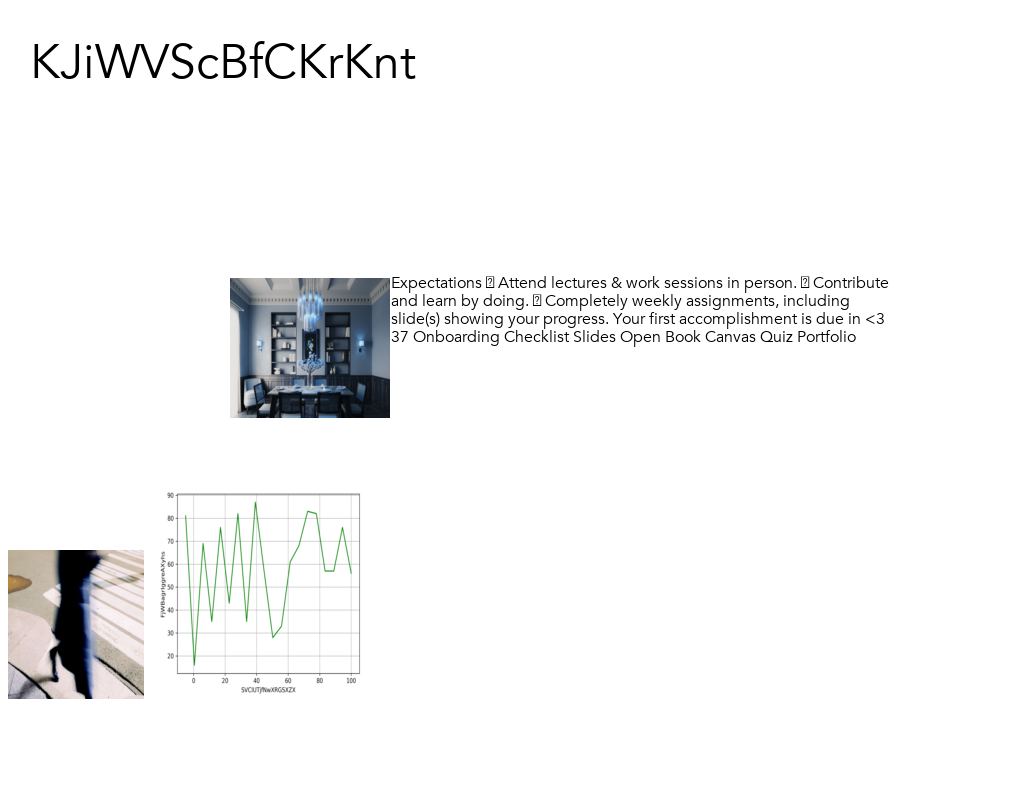 KJiWVScBfCKrKnt
Expectations ⍰ Attend lectures & work sessions in person. ⍰ Contribute
and learn by doing. ⍰ Completely weekly assignments, including
slide(s) showing your progress. Your first accomplishment is due in <3
37 Onboarding Checklist Slides Open Book Canvas Quiz Portfolio
90
80
70
60
50
40
30
20
0 20 40 60 80 100